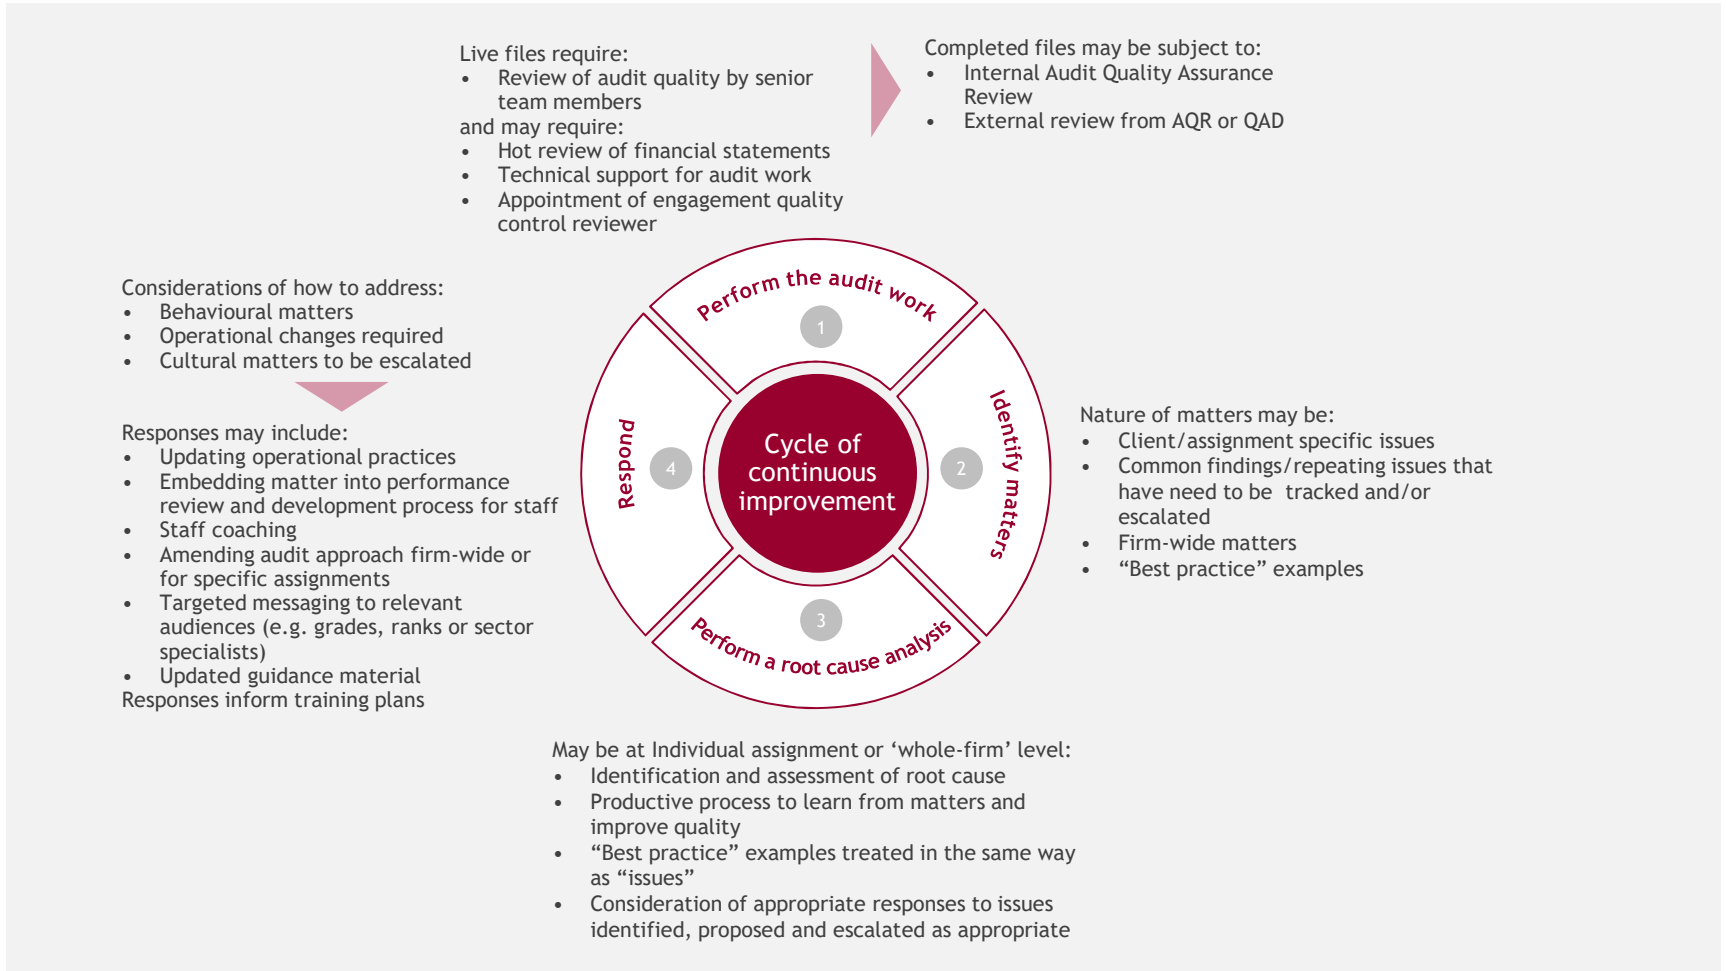 Live files require:
• Review of audit quality by senior
team members
and may require:
• Hot review of financial statements
• Technical support for audit work
• Appointment of engagement quality
control reviewer
Completed files may be subject to:
• Internal Audit Quality Assurance
Review
• External review from AQR or QAD
Considerations of how to address:
• Behavioural matters
• Operational changes required
• Cultural matters to be escalated
Responses may include:
• Updating operational practices
• Embedding matter into performance
review and development process for staff
• Staff coaching
• Amending audit approach firm-wide or
for specific assignments
• Targeted messaging to relevant
audiences (e.g. grades, ranks or sector
specialists)
• Updated guidance material
Responses inform training plans
Perform the audit work
1
Identify matters
2
Perform a root cause analysis
3
Respond
4
Cycle of
continuous
improvement
Nature of matters may be:
• Client/assignment specific issues
• Common findings/repeating issues that
have need to be tracked and/or
escalated
• Firm-wide matters
• “Best practice” examples
May be at Individual assignment or ‘whole-firm’ level:
• Identification and assessment of root cause
• Productive process to learn from matters and
improve quality
• “Best practice” examples treated in the same way
as “issues”
• Consideration of appropriate responses to issues
identified, proposed and escalated as appropriate